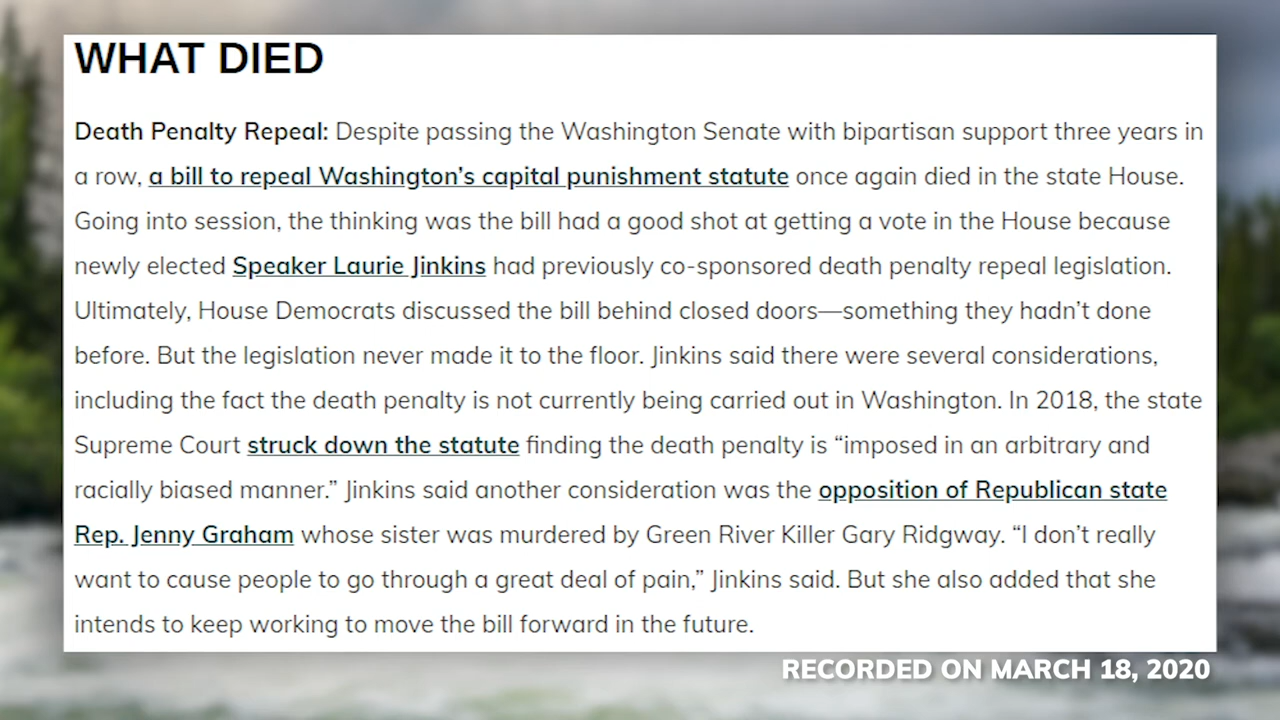 WHAT DIED
Death Penalty Repeal: Despite passing the Washington Senate with bipartisan support three years in
a row, a bill to repeal Washington’s capital punishment statute once again died in the state House.
Going into session, the thinking was the bill had a good shot at getting a vote in the House because
newly elected Speaker Laurie Jinkins had previously co-sponsored death penalty repeal legislation.
Ultimately, House Democrats discussed the bill behind closed doors—something they hadn’t done
before. But the legislation never made it to the floor. Jinkins said there were several considerations,
including the fact the death penalty is not currently being carried out in Washington. In 2018, the state
Supreme Court struck down the statute finding the death penalty is “imposed in an arbitrary and
racially biased manner.” Jinkins said another consideration was the opposition of Republican state
Rep. Jenny Graham whose sister was murdered by Green River Killer Gary Ridgway. “I don’t really
want to cause people to go through a great deal of pain,” Jinkins said. But she also added that she
intends to keep working to move the bill forward in the future.
RECORDED ON MARCH 18, 2020